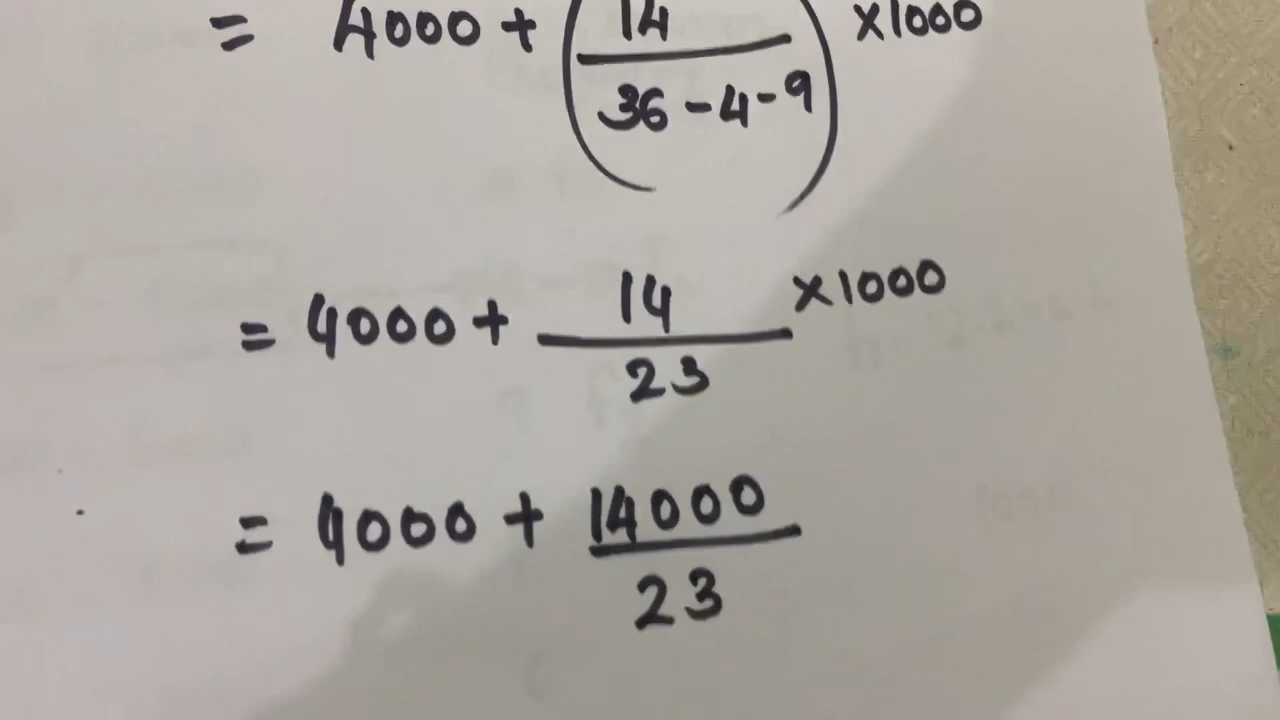 = 4000 + ( 14 / 36 - 4 - 9 ) ×1000
= 4000 + 14 / 23 ×1000
= 4000 + 14000 / 23